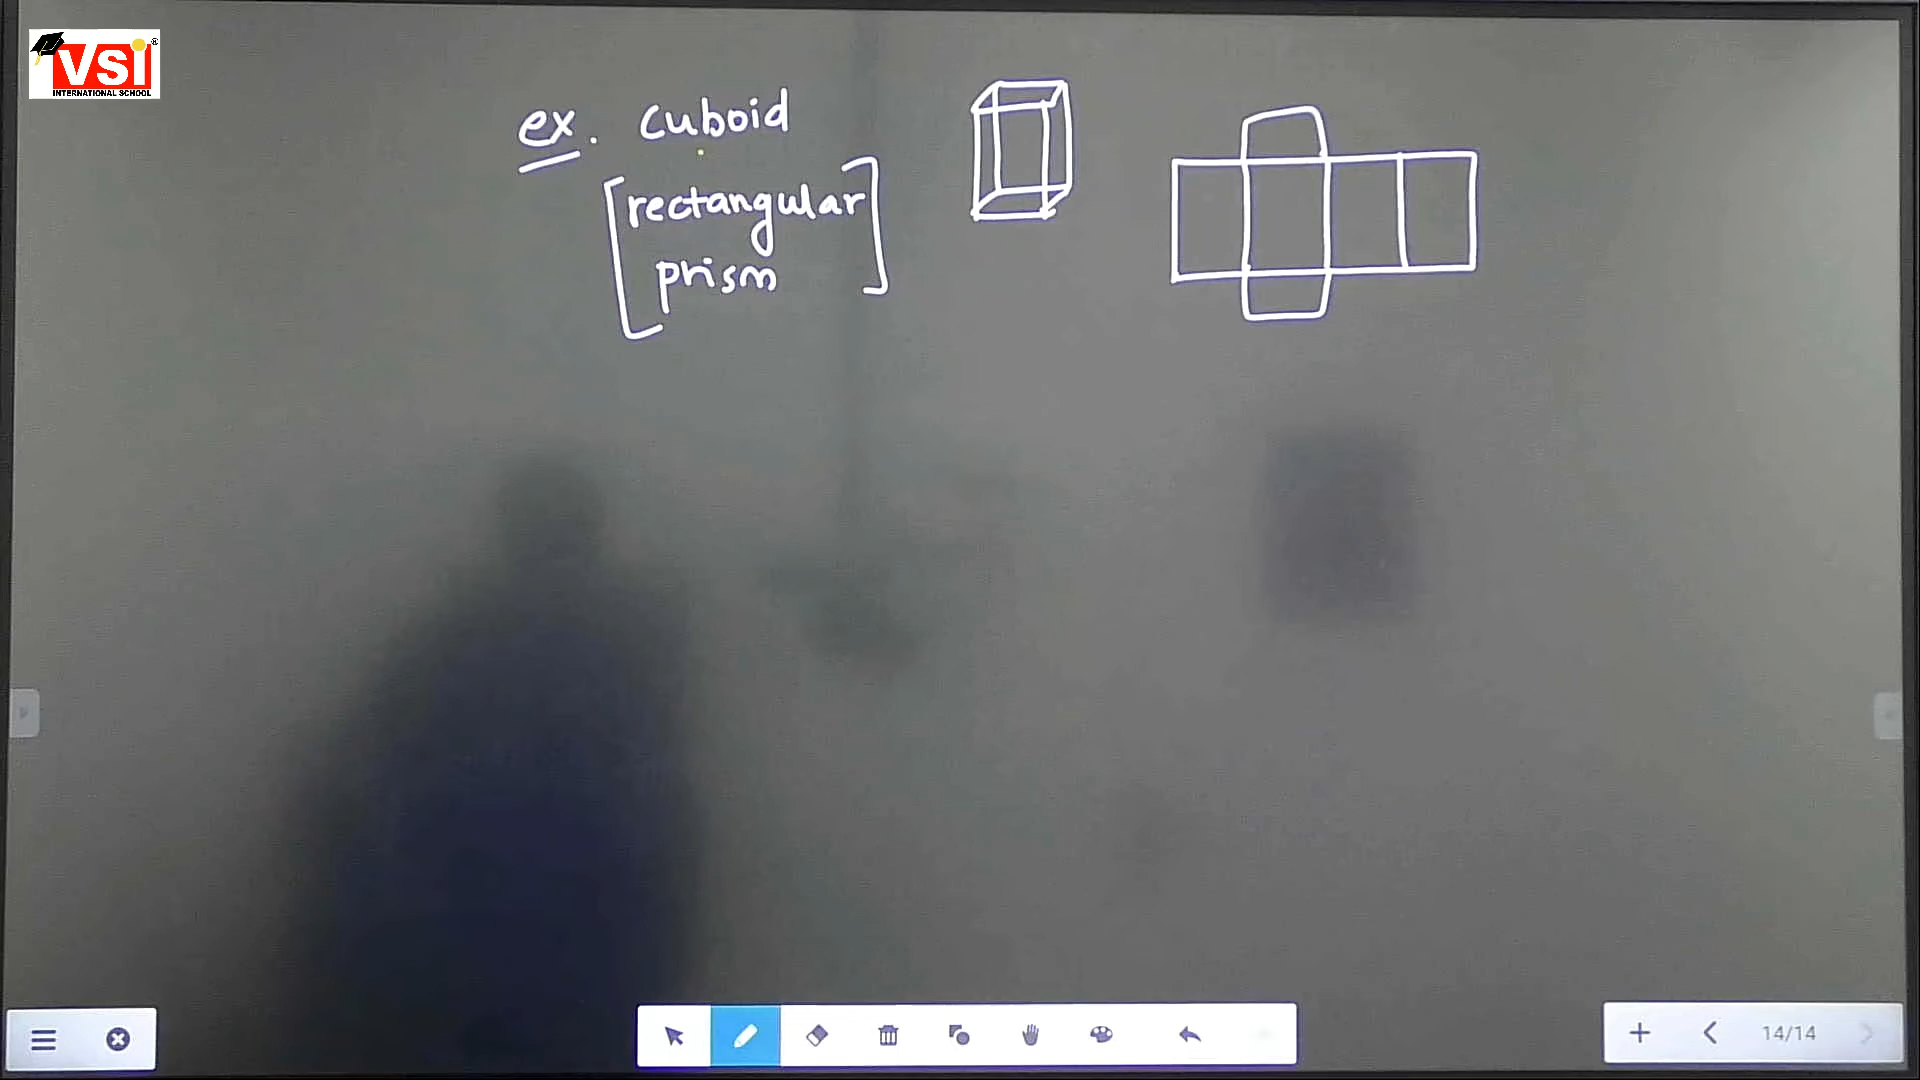 VSI
INTERNATIONAL SCHOOL
ex. cuboid
[rectangular
prism]
14/14